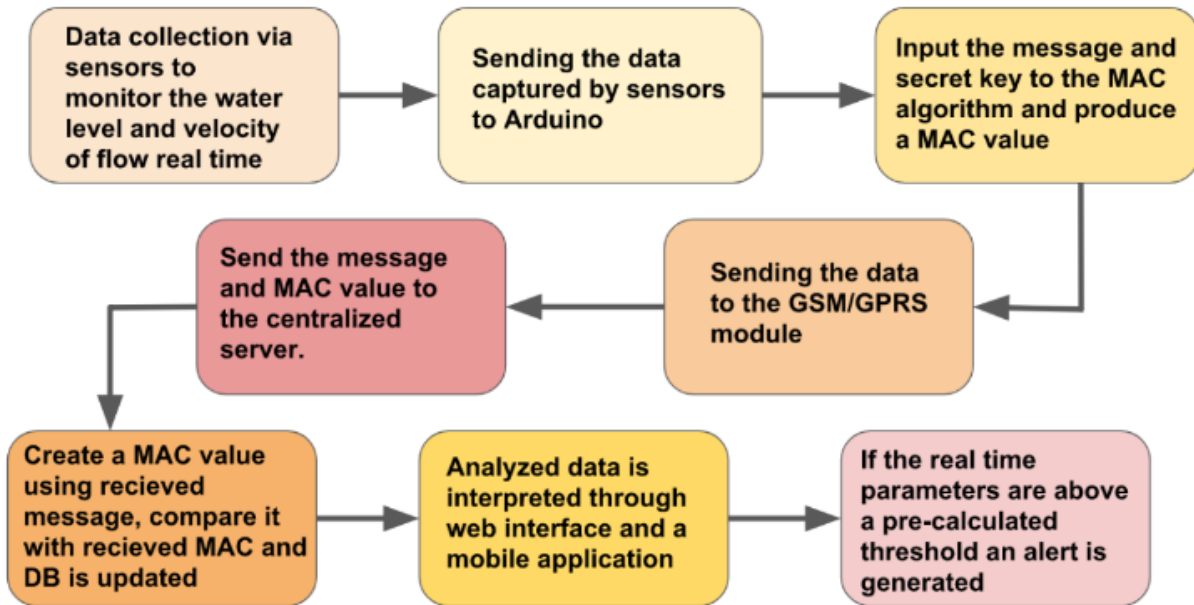 Data collection via
sensors to
monitor the water
level and velocity
of flow real time
Sending the data
captured by sensors
to Arduino
Input the message and
secret key to the MAC
algorithm and produce
a MAC value
Sending the data
to the GSM/GPRS
module
Send the message
and MAC value to
the centralized
server.
Create a MAC value
using recieved
message, compare it
with recieved MAC and
DB is updated
Analyzed data is
interpreted through
web interface and a
mobile application
If the real time
parameters are above
a pre-calculated
threshold an alert is
generated